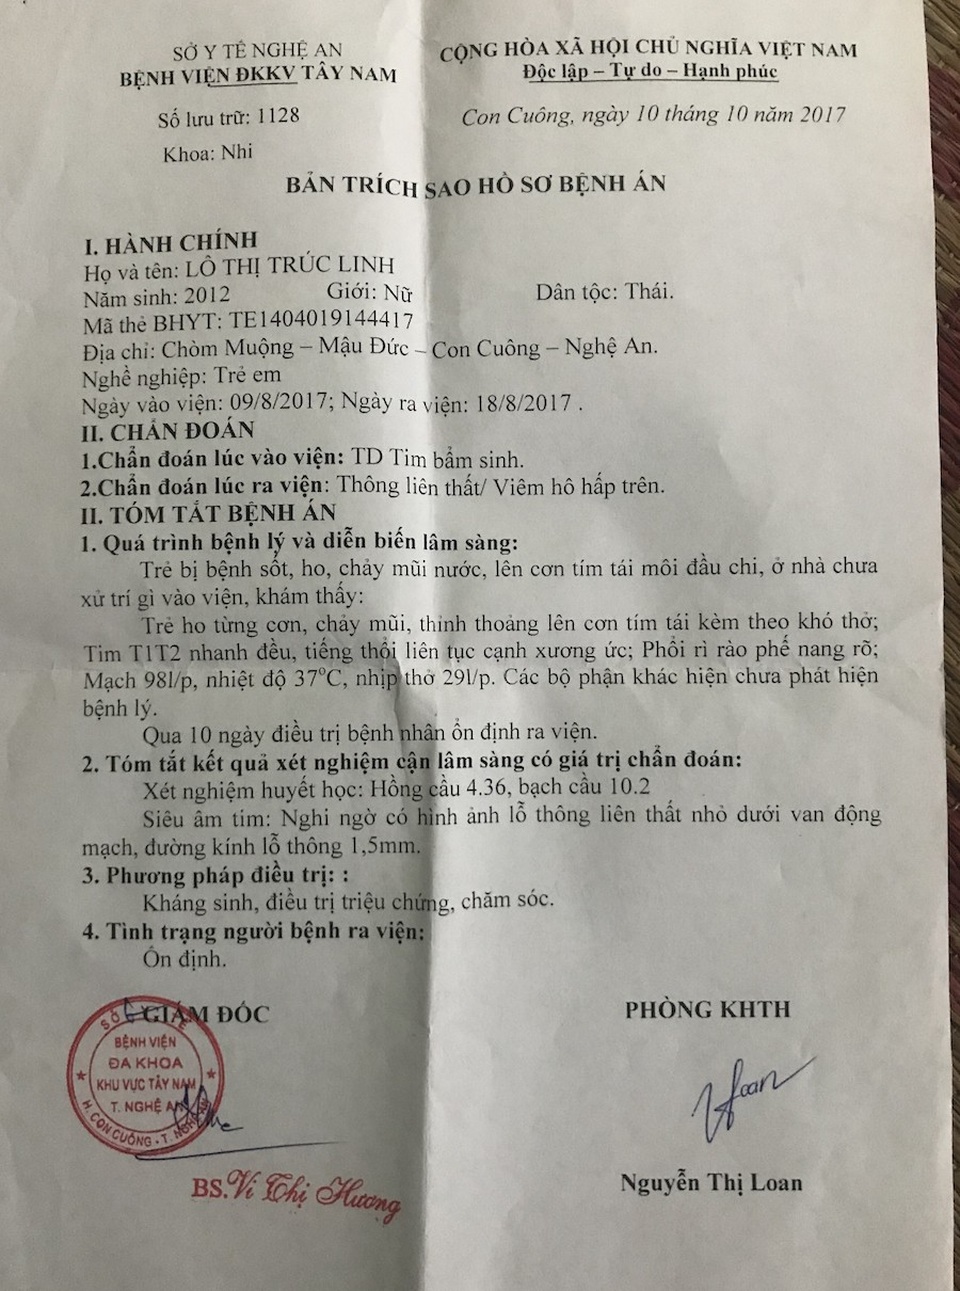 SỞ Y TẾ NGHỆ AN
BỆNH VIỆN ĐKKV TÂY NAM
CỘNG HÒA XÃ HỘI CHỦ NGHĨA VIỆT NAM
Độc lập – Tự do – Hạnh phúc
Số lưu trữ: 1128
Con Cuông, ngày 10 tháng 10 năm 2017
Khoa: Nhi
BẢN TRÍCH SAO HỒ SƠ BỆNH ÁN
I. HÀNH CHÍNH
Họ và tên: LÔ THỊ TRÚC LINH
Năm sinh: 2012 Giới: Nữ Dân tộc: Thái.
Mã thẻ BHYT: TE1404019144417
Địa chỉ: Chòm Muộng – Mậu Đức – Con Cuông – Nghệ An.
Nghề nghiệp: Trẻ em
Ngày vào viện: 09/8/2017; Ngày ra viện: 18/8/2017 .
II. CHẨN ĐOÁN
1.Chẩn đoán lúc vào viện: TD Tim bẩm sinh.
2.Chẩn đoán lúc ra viện: Thông liên thất/ Viêm hô hấp trên.
II. TÓM TẮT BỆNH ÁN
1. Quá trình bệnh lý và diễn biến lâm sàng:
Trẻ bị bệnh sốt, ho, chảy mũi nước, lên cơn tím tái môi đầu chi, ở nhà chưa
xử trí gì vào viện, khám thấy:
Trẻ ho từng cơn, chảy mũi, thỉnh thoảng lên cơn tím tái kèm theo khó thở;
Tim T1T2 nhanh đều, tiếng thổi liên tục cạnh xương ức; Phổi rì rào phế nang rõ;
Mạch 98l/p, nhiệt độ 37°C, nhịp thở 29l/p. Các bộ phận khác hiện chưa phát hiện
bệnh lý.
Qua 10 ngày điều trị bệnh nhân ổn định ra viện.
2. Tóm tắt kết quả xét nghiệm cận lâm sàng có giá trị chẩn đoán:
Xét nghiệm huyết học: Hồng cầu 4.36, bạch cầu 10.2
Siêu âm tim: Nghi ngờ có hình ảnh lỗ thông liên thất nhỏ dưới van động
mạch, đường kính lỗ thông 1,5mm.
3. Phương pháp điều trị: :
Kháng sinh, điều trị triệu chứng, chăm sóc.
4. Tình trạng người bệnh ra viện:
Ổn định.
GIÁM ĐỐC
PHÒNG KHTH
SỞ Y TẾ
BỆNH VIỆN
ĐA KHOA
KHU VỰC TÂY NAM
T. NGHỆ AN
H. CON CUÔNG - T. NGHỆ AN
Loan
BS. Vi Thị Hương
Nguyễn Thị Loan